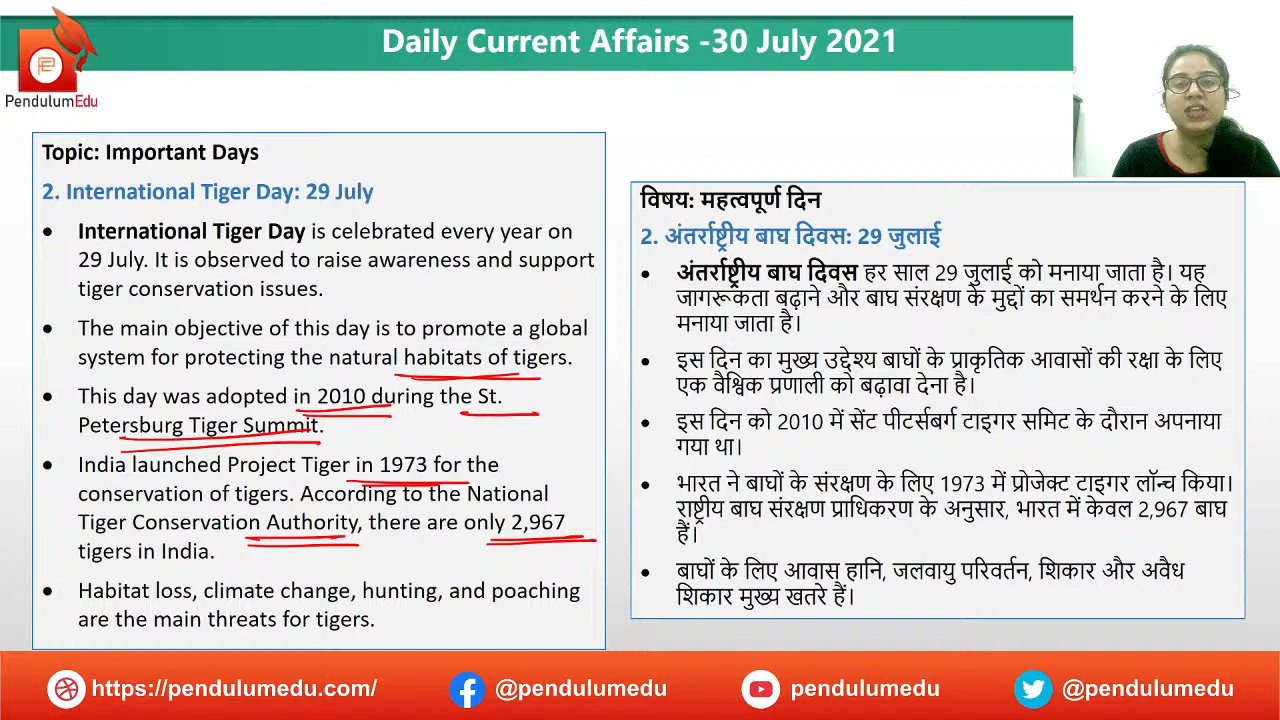 Daily Current Affairs -30 July 2021
PendulumEdu
Topic: Important Days
2. International Tiger Day: 29 July
• International Tiger Day is celebrated every year on
29 July. It is observed to raise awareness and support
tiger conservation issues.
• The main objective of this day is to promote a global
system for protecting the natural habitats of tigers.
• This day was adopted in 2010 during the St.
Petersburg Tiger Summit.
• India launched Project Tiger in 1973 for the
conservation of tigers. According to the National
Tiger Conservation Authority, there are only 2,967
tigers in India.
• Habitat loss, climate change, hunting, and poaching
are the main threats for tigers.
विषय: महत्वपूर्ण दिन
2. अंतर्राष्ट्रीय बाघ दिवस: 29 जुलाई
• अंतर्राष्ट्रीय बाघ दिवस हर साल 29 जुलाई को मनाया जाता है। यह
जागरूकता बढ़ाने और बाघ संरक्षण के मुद्दों का समर्थन करने के लिए
मनाया जाता है।
• इस दिन का मुख्य उद्देश्य बाघों के प्राकृतिक आवासों की रक्षा के लिए
एक वैश्विक प्रणाली को बढ़ावा देना है।
• इस दिन को 2010 में सेंट पीटर्सबर्ग टाइगर समिट के दौरान अपनाया
गया था।
• भारत ने बाघों के संरक्षण के लिए 1973 में प्रोजेक्ट टाइगर लॉन्च किया।
राष्ट्रीय बाघ संरक्षण प्राधिकरण के अनुसार, भारत में केवल 2,967 बाघ
हैं।
• बाघों के लिए आवास हानि, जलवायु परिवर्तन, शिकार और अवैध
शिकार मुख्य खतरे हैं।
https://pendulumedu.com/
@pendulumedu
pendulumedu
@pendulumedu